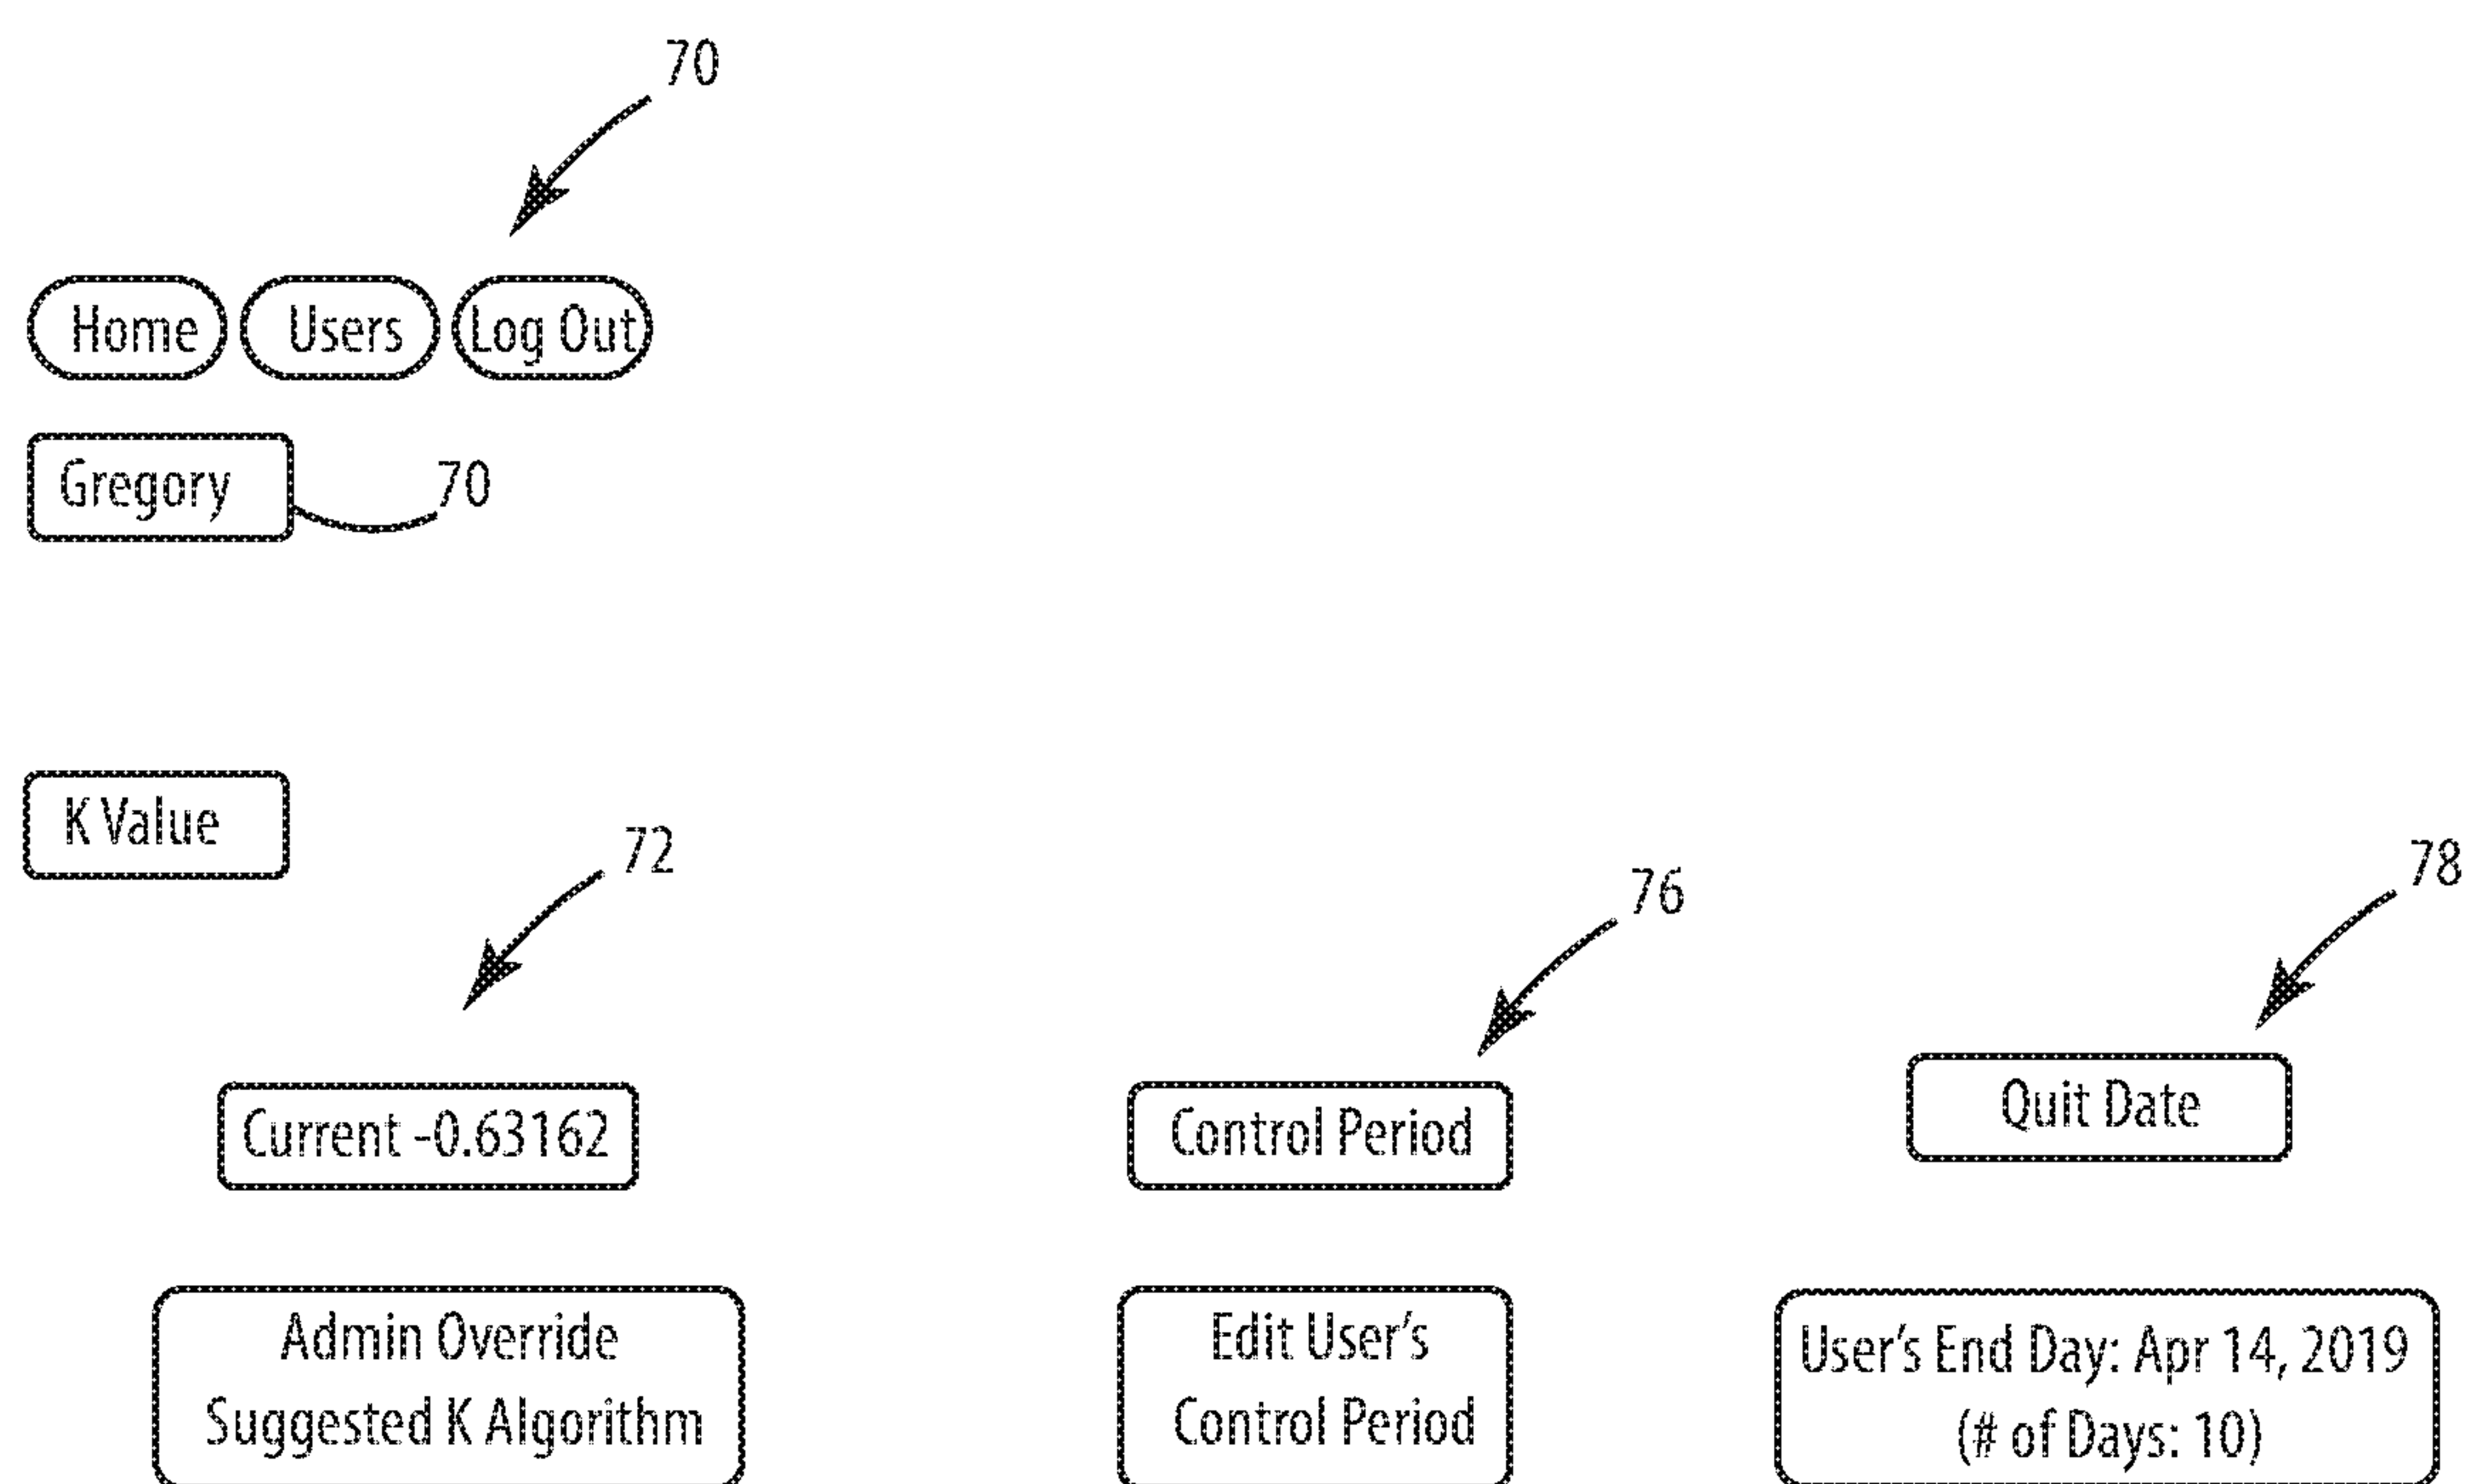 70
Home Users Log Out
Gregory 70
K Value
72
76
78
Current -0.63162
Control Period
Quit Date
Admin Override
Suggested K Algorithm
Edit User's
Control Period
User's End Day: Apr 14, 2019
(# of Days: 10)